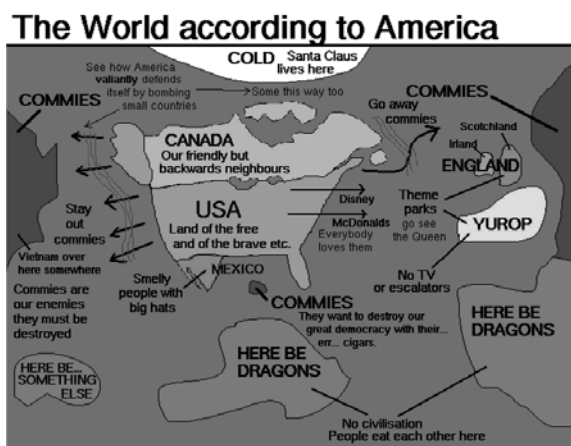 The World according to America
COLD
Santa Claus
lives here
See how America
valiantly defends
itself by bombing
small countries
Some this way too
COMMIES
Go away
commies
COMMIES
Scotchland
Irland
ENGLAND
CANADA
Our friendly but
backwards neighbours
USA
Land of the free
and of the brave etc.
Disney
McDonalds
Everybody
loves them
Theme
parks
go see
the Queen
YUROP
Stay
out
commies
Vietnam over
here somewhere
Commies are
our enemies
they must be
destroyed
Smelly
people with
big hats
MEXICO
No TV
or escalators
COMMIES
They want to destroy our
great democracy with their...
err... cigars.
HERE BE
DRAGONS
HERE BE
DRAGONS
HERE BE...
SOMETHING
ELSE
No civilisation
People eat each other here